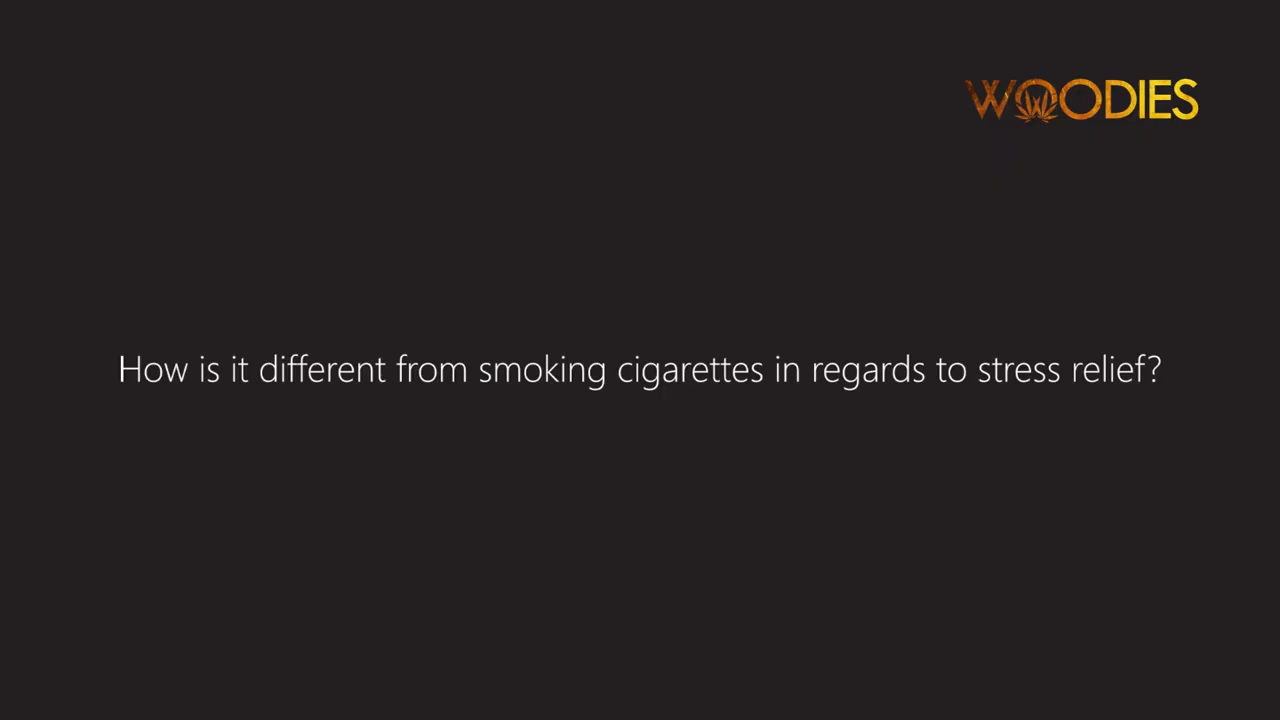 WOODIES
How is it different from smoking cigarettes in regards to stress relief?